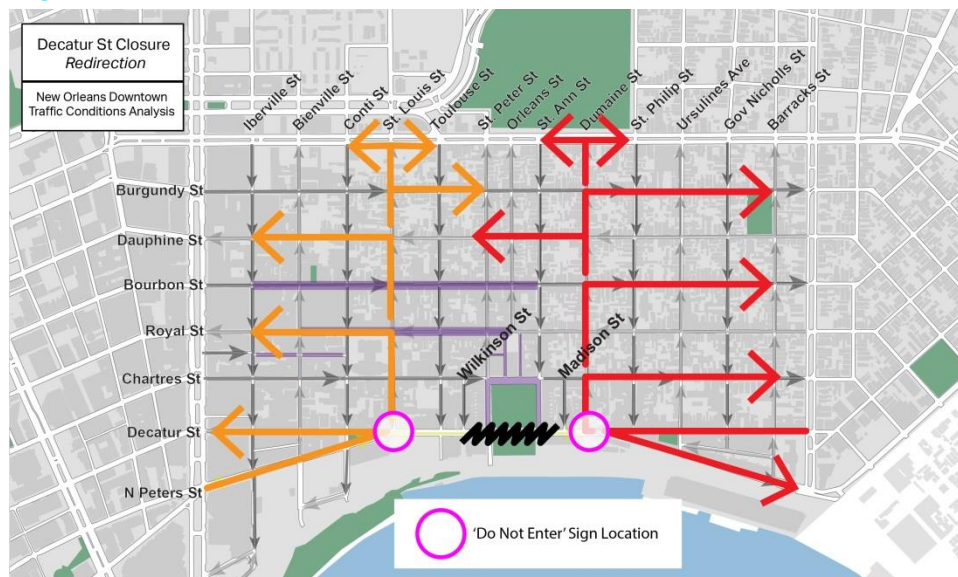 Decatur St Closure
Redirection
New Orleans Downtown
Traffic Conditions Analysis
Iberville St
Bienville St
Conti St
St. Louis St
Toulouse St
St. Peter St
Orleans St
St. Ann St
Dumaine St
St. Philip St
Ursulines Ave
Gov Nicholls St
Barracks St
Burgundy St
Dauphine St
Bourbon St
Royal St
Chartres St
Decatur St
N Peters St
Wilkinson St
Madison St
'Do Not Enter' Sign Location